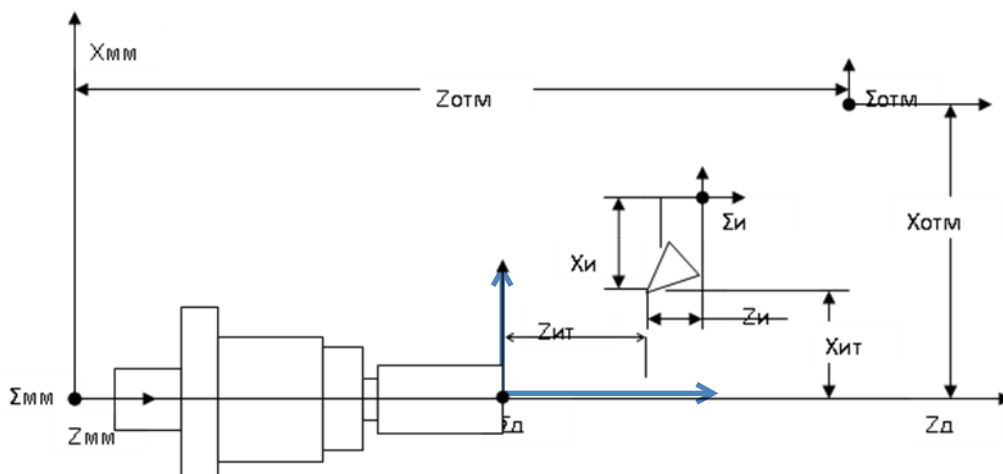 Xмм
Zотм
Σотм
Xотм
Σи
Xи
Zи
Zит
Xит
Σмм
Zмм
Σд
Zд